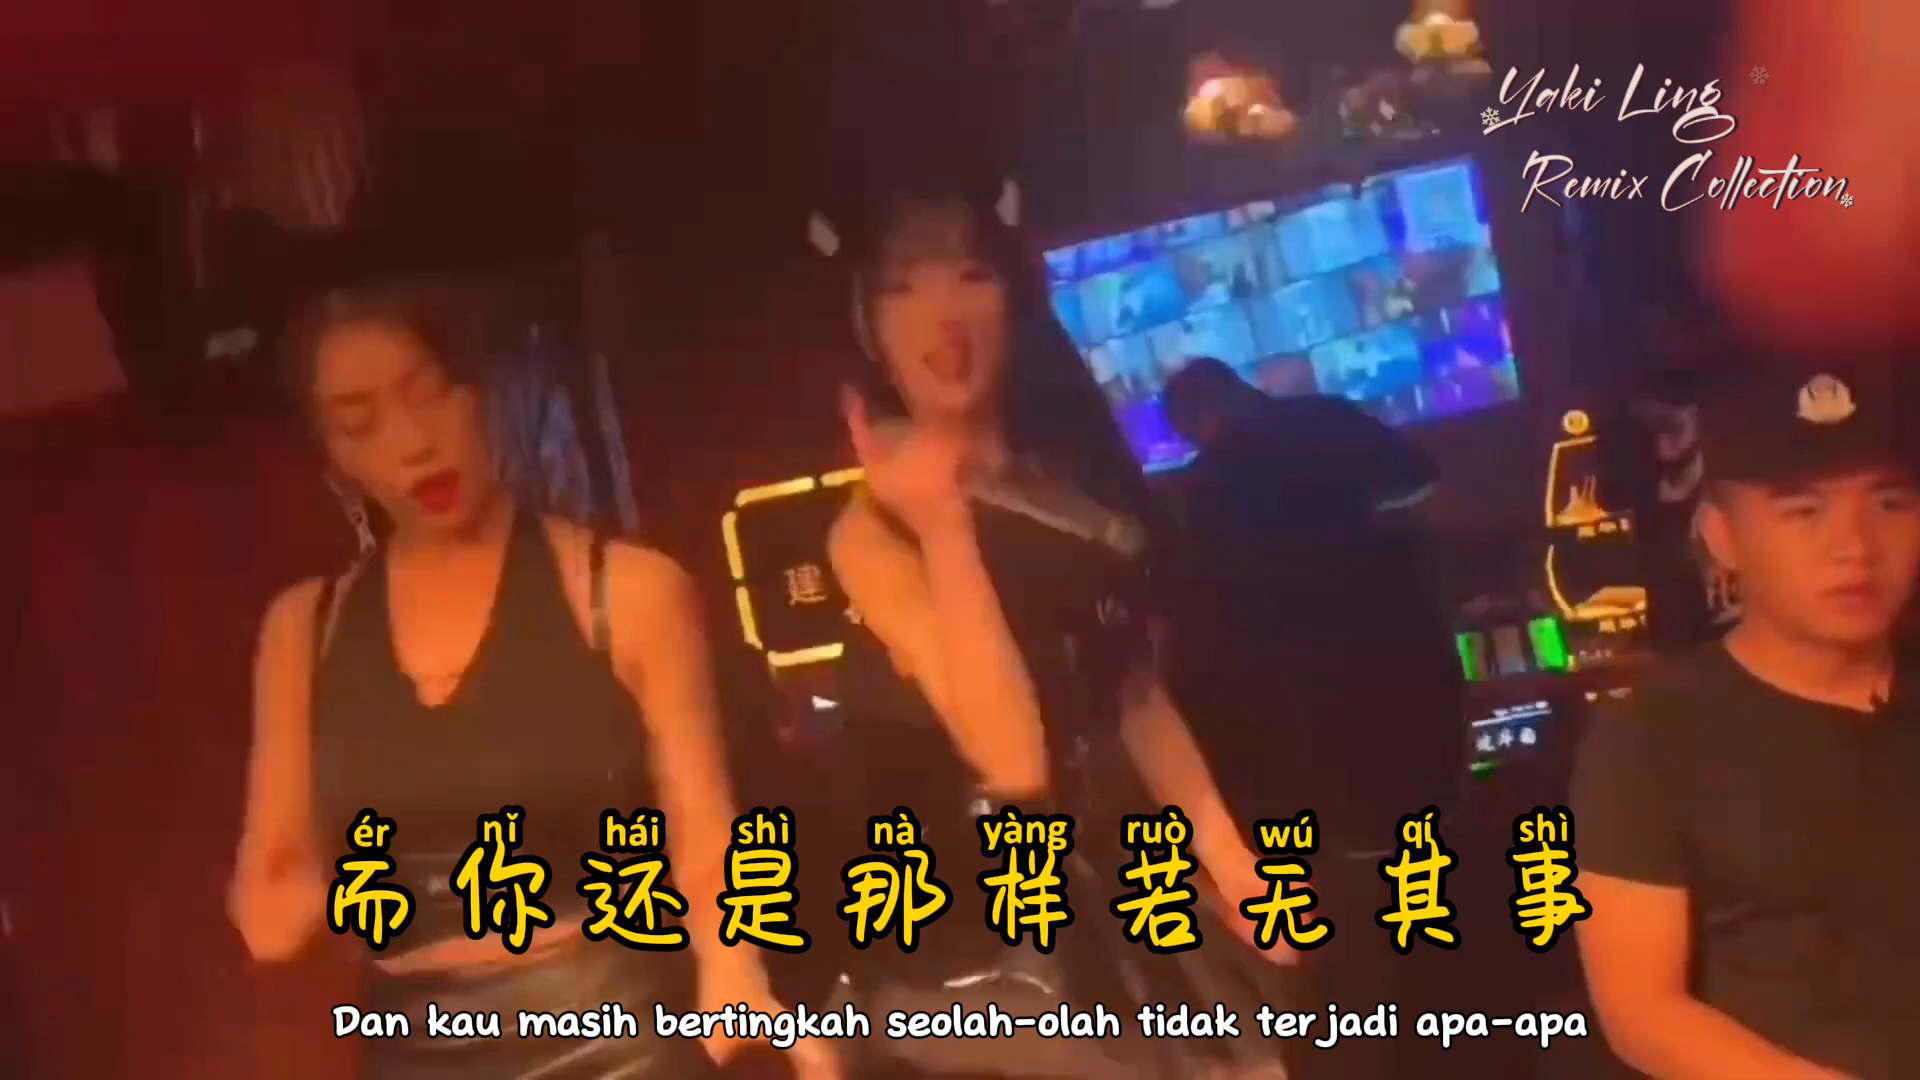 Yaki Ling
Remix Collection
建
ér nǐ hái shì nà yàng ruò wú qí shì
而你还是那样若无其事
Dan kau masih bertingkah seolah-olah tidak terjadi apa-apa